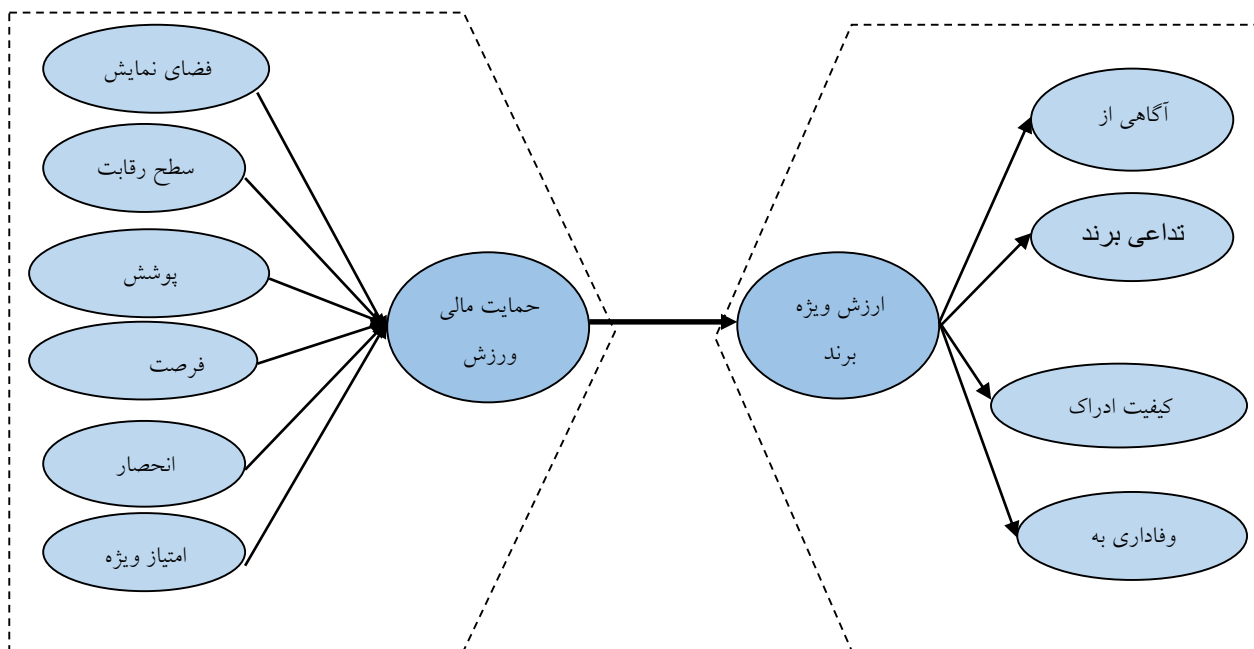 فضای نمایش
سطح رقابت
پوشش
فرصت
انحصار
امتیاز ویژه
حمایت مالی
ورزش
ارزش ویژه
برند
آگاهی از
تداعی برند
کیفیت ادراک
وفاداری به